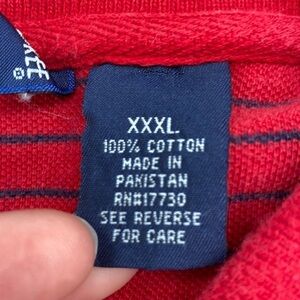 XXXL
100% COTTON
MADE IN
PAKISTAN
RN#17730
SEE REVERSE
FOR CARE